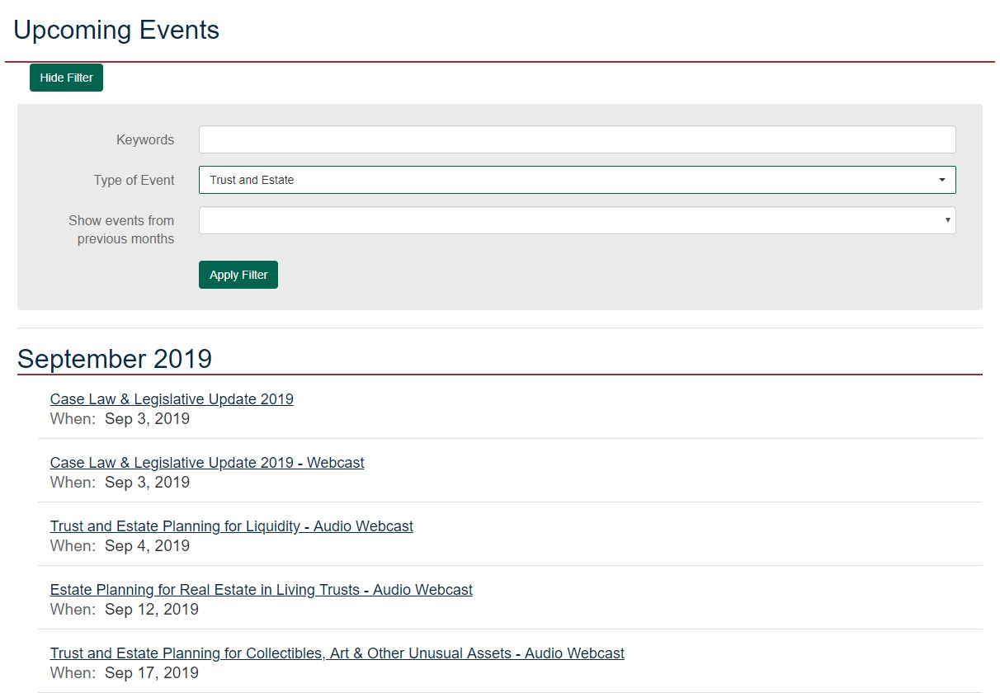 Upcoming Events
Hide Filter
Keywords
Type of Event
Trust and Estate
Show events from
previous months
Apply Filter
September 2019
Case Law & Legislative Update 2019
When: Sep 3, 2019
Case Law & Legislative Update 2019 - Webcast
When: Sep 3, 2019
Trust and Estate Planning for Liquidity - Audio Webcast
When: Sep 4, 2019
Estate Planning for Real Estate in Living Trusts - Audio Webcast
When: Sep 12, 2019
Trust and Estate Planning for Collectibles, Art & Other Unusual Assets - Audio Webcast
When: Sep 17, 2019